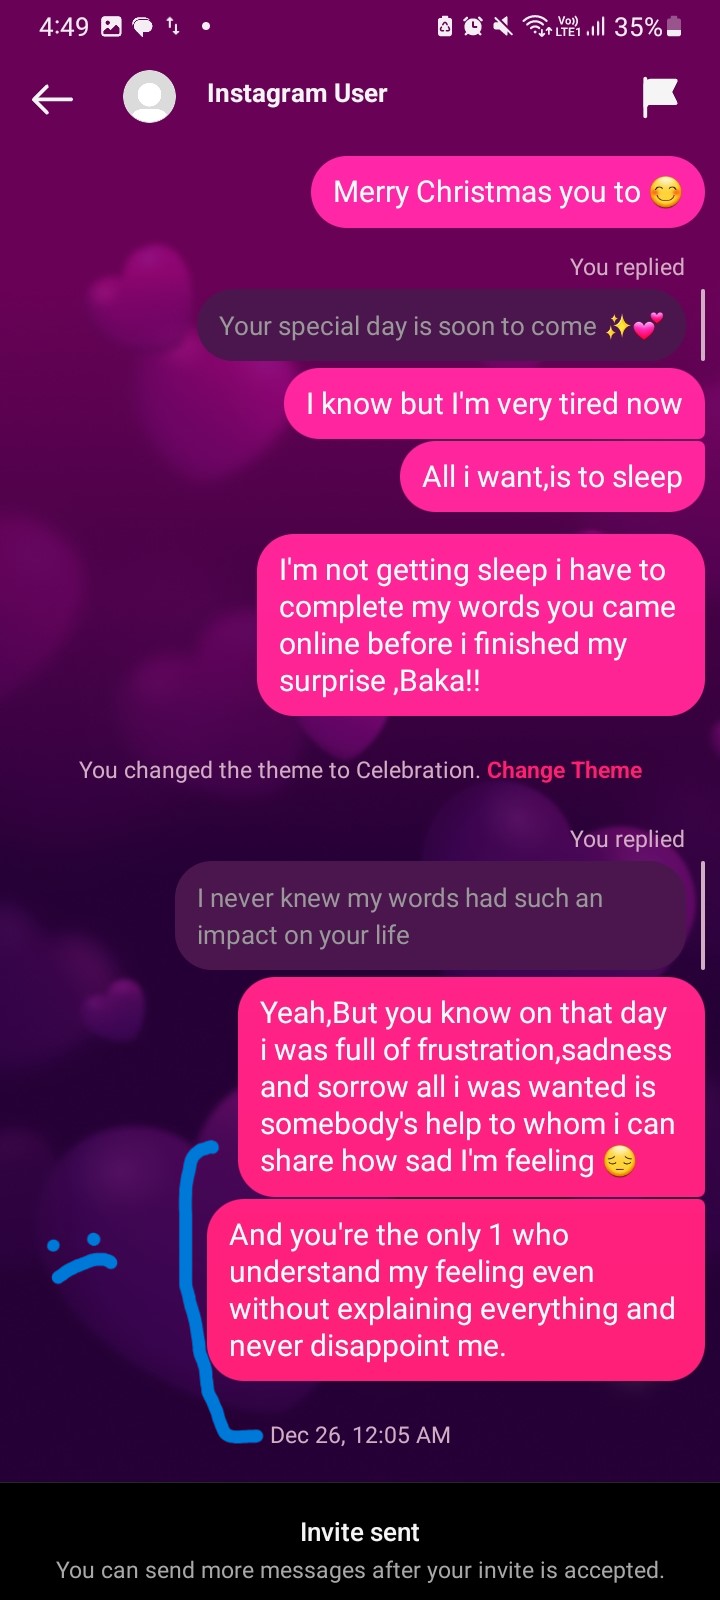 4:49
Vo)) LTE1 35%
Instagram User
Merry Christmas you to 😊
You replied
Your special day is soon to come ✨💕
I know but I'm very tired now
All i want,is to sleep
I'm not getting sleep i have to
complete my words you came
online before i finished my
surprise ,Baka!!
You changed the theme to Celebration. Change Theme
You replied
I never knew my words had such an
impact on your life
Yeah,But you know on that day
i was full of frustration,sadness
and sorrow all i was wanted is
somebody's help to whom i can
share how sad I'm feeling 😔
And you're the only 1 who
understand my feeling even
without explaining everything and
never disappoint me.
Dec 26, 12:05 AM
Invite sent
You can send more messages after your invite is accepted.